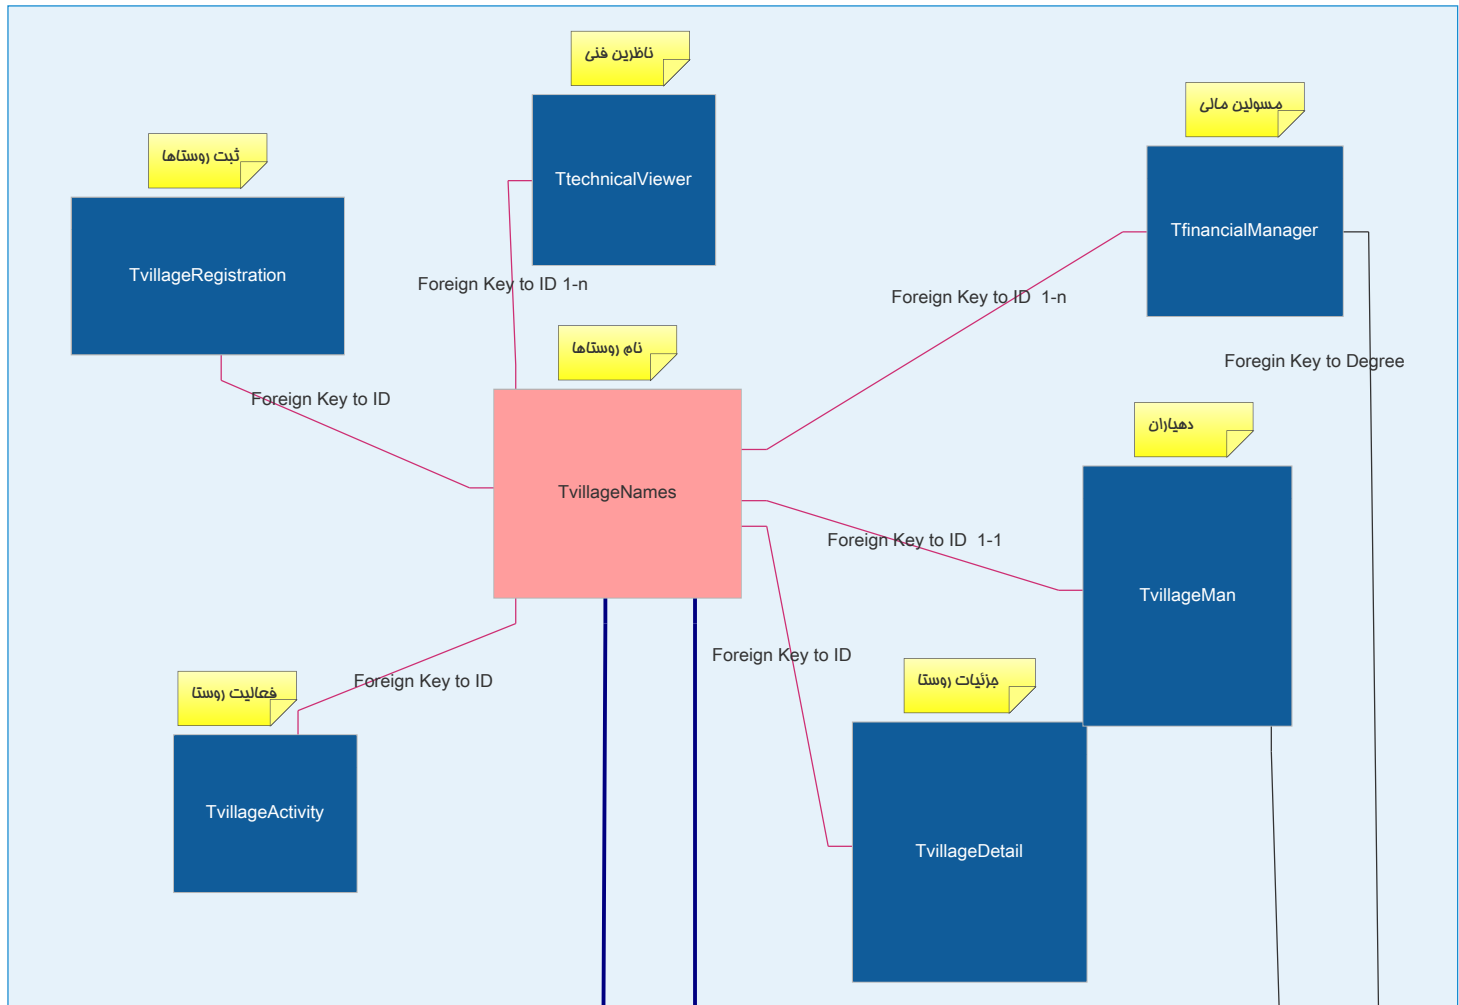 ناظرین فنی
TtechnicalViewer
مسولین مالی
TfinancialManager
ثبت روستاها
TvillageRegistration
Foreign Key to ID 1-n
Foreign Key to ID 1-n
نام روستاها
Foregin Key to Degree
Foreign Key to ID
دهیاران
TvillageNames
Foreign Key to ID 1-1
TvillageMan
Foreign Key to ID
Foreign Key to ID
فعالیت روستا
جزئیات روستا
TvillageActivity
TvillageDetail